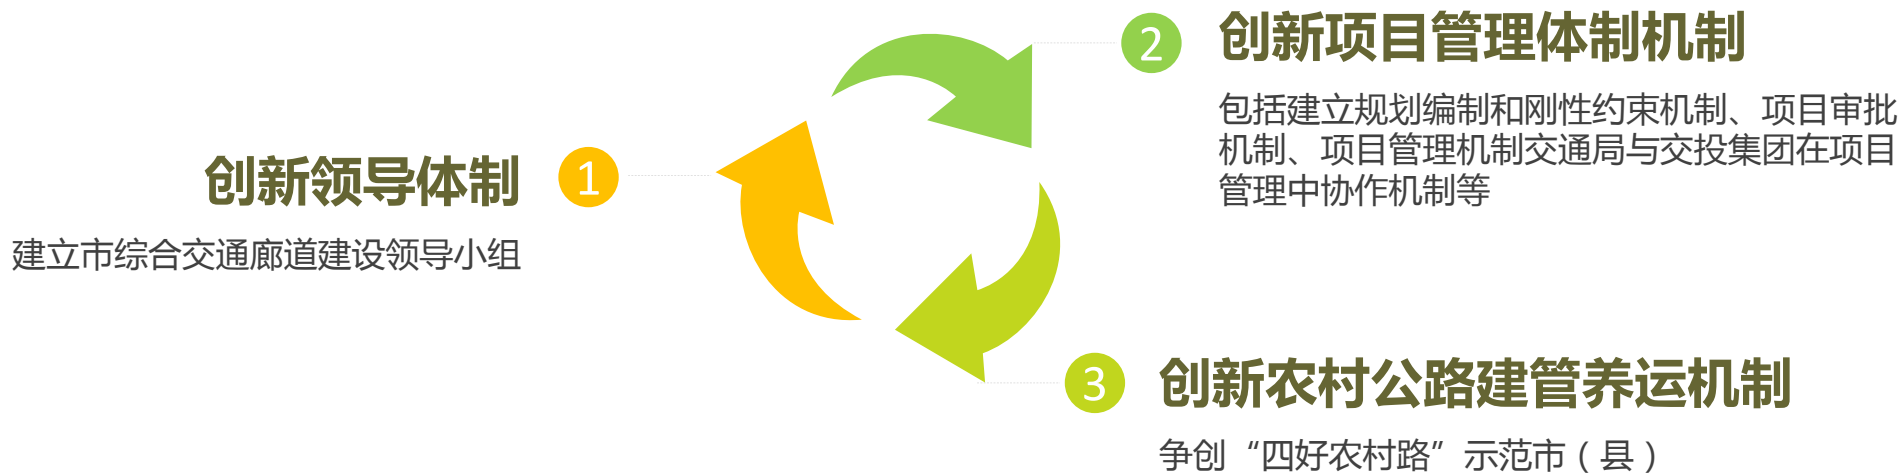 1
创新领导体制
建立市综合交通廊道建设领导小组
2
创新项目管理体制机制
包括建立规划编制和刚性约束机制、项目审批
机制、项目管理机制交通局与交投集团在项目
管理中协作机制等
3
创新农村公路建管养运机制
争创“四好农村路”示范市（县）